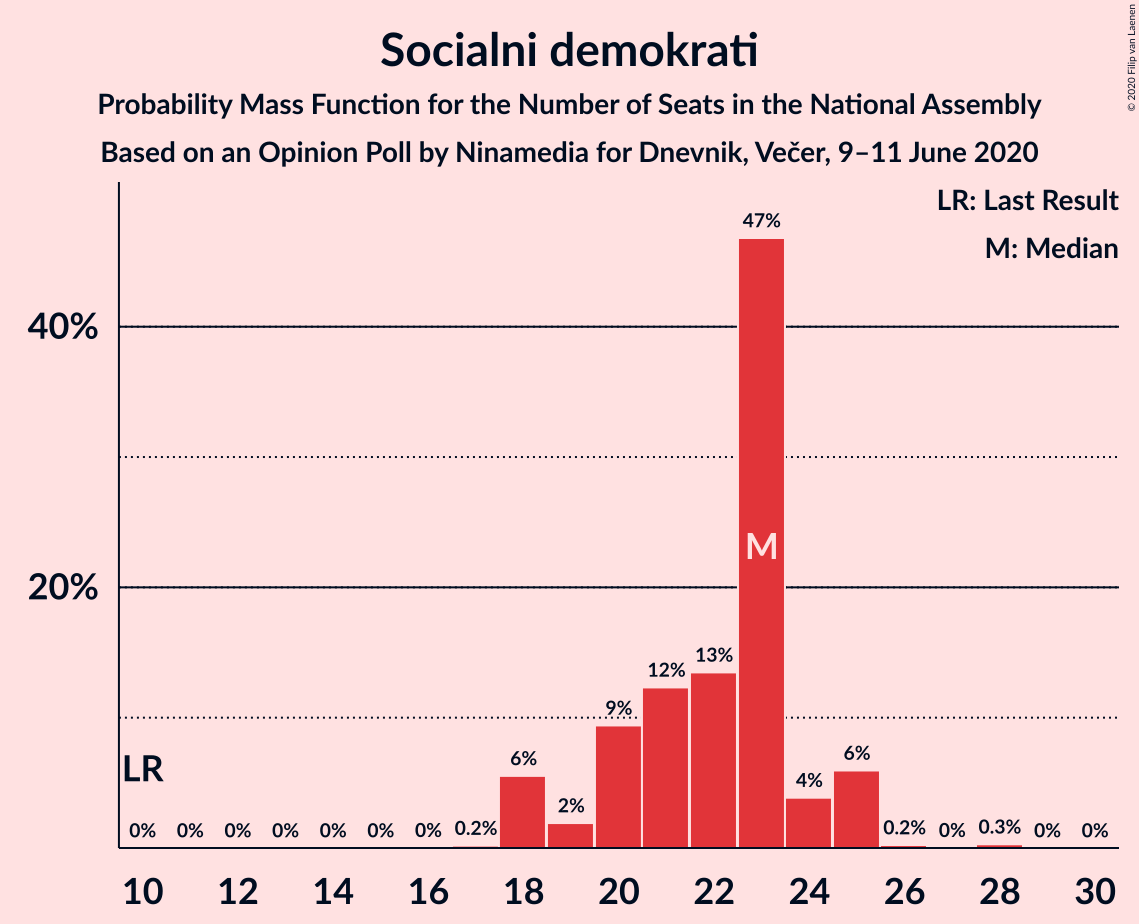 Socialni demokrati
Probability Mass Function for the Number of Seats in the National Assembly
Based on an Opinion Poll by Ninamedia for Dnevnik, Večer, 9–11 June 2020
© 2020 Filip van Laenen
LR: Last Result
M: Median
47%
40%
M
20%
13%
12%
9%
6%
6%
4%
2%
LR
0% 0% 0% 0% 0% 0% 0% 0.2% 0.2% 0% 0.3% 0% 0%
10 12 14 16 18 20 22 24 26 28 30